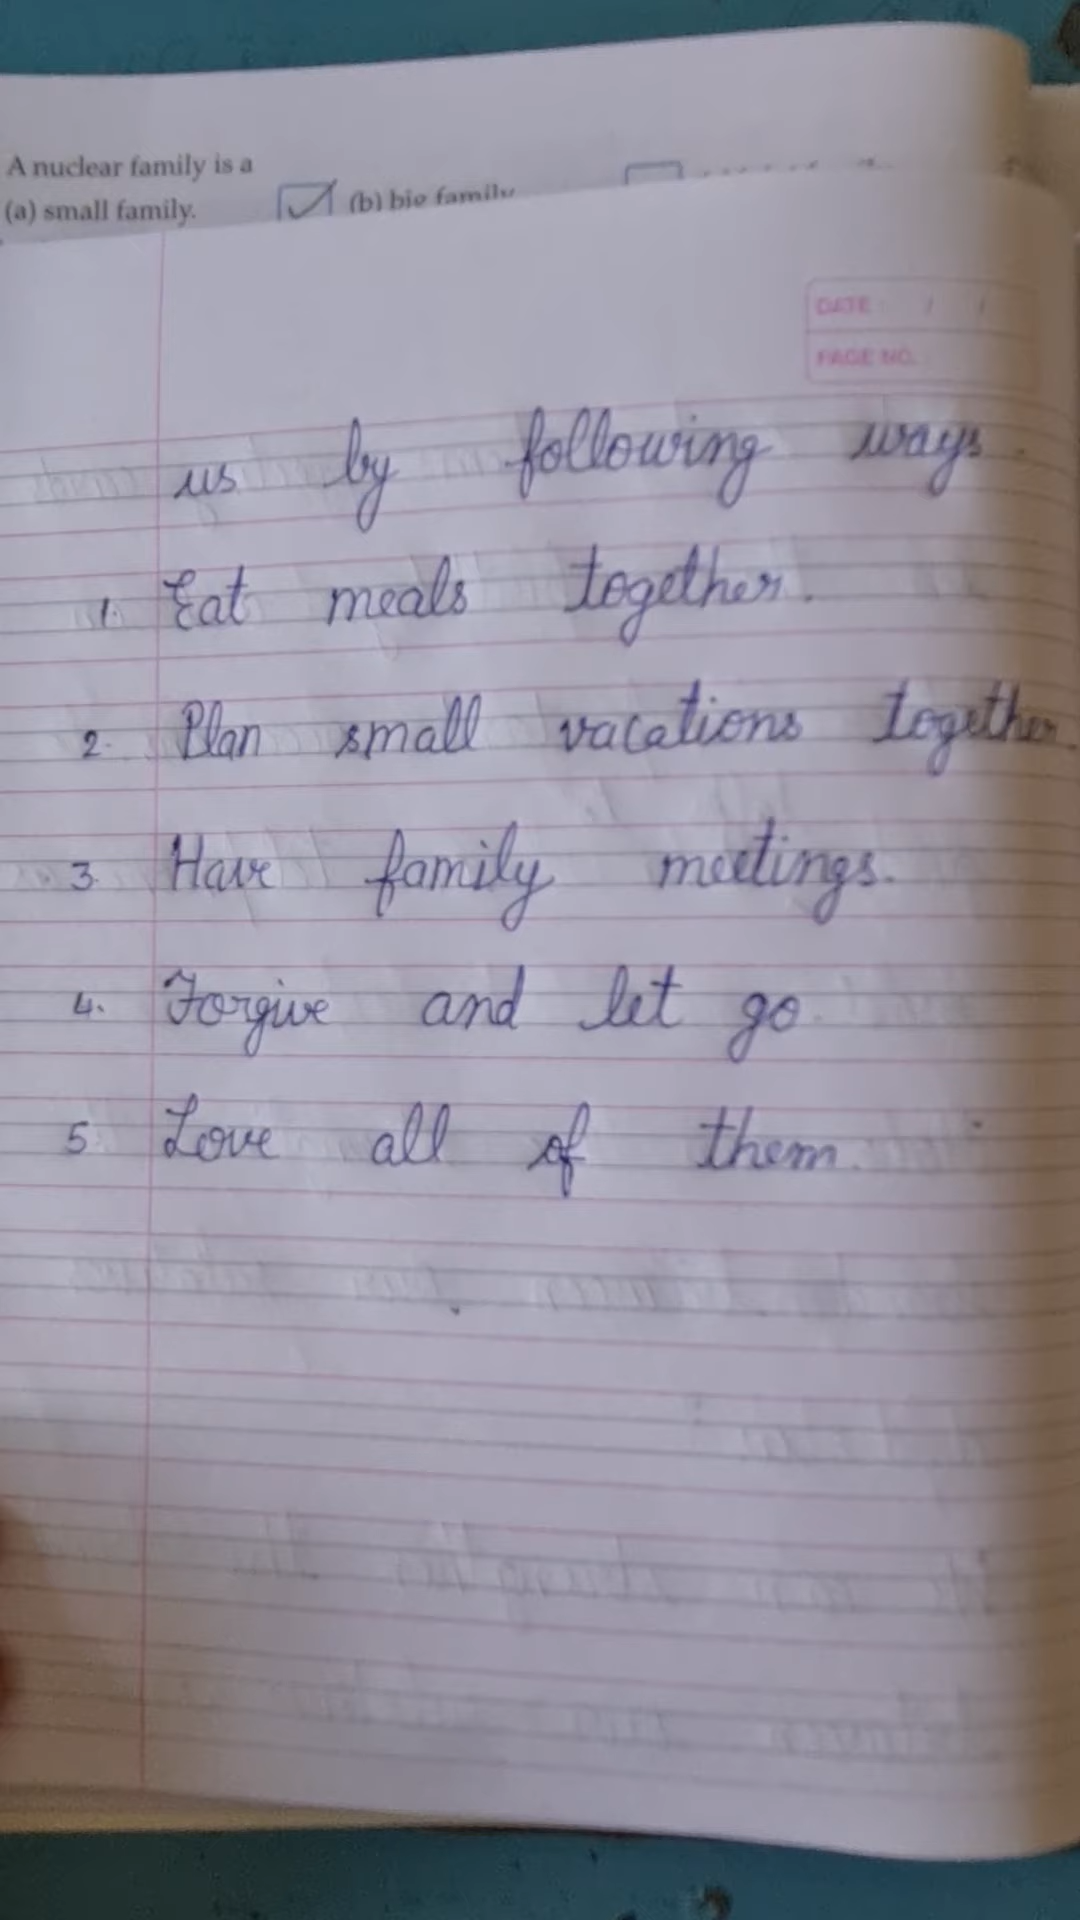 A nuclear family is a
(a) small family. (b) big family
DATE / /
PAGE NO.
us by following ways.
1. Eat meals together.
2. Plan small vacations together.
3. Have family meetings.
4. Forgive and let go.
5. Love all of them.